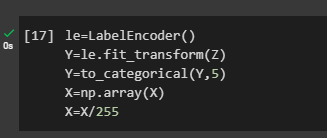 [17] le=LabelEncoder()
0s
Y=le.fit_transform(Z)
Y=to_categorical(Y,5)
X=np.array(X)
X=X/255